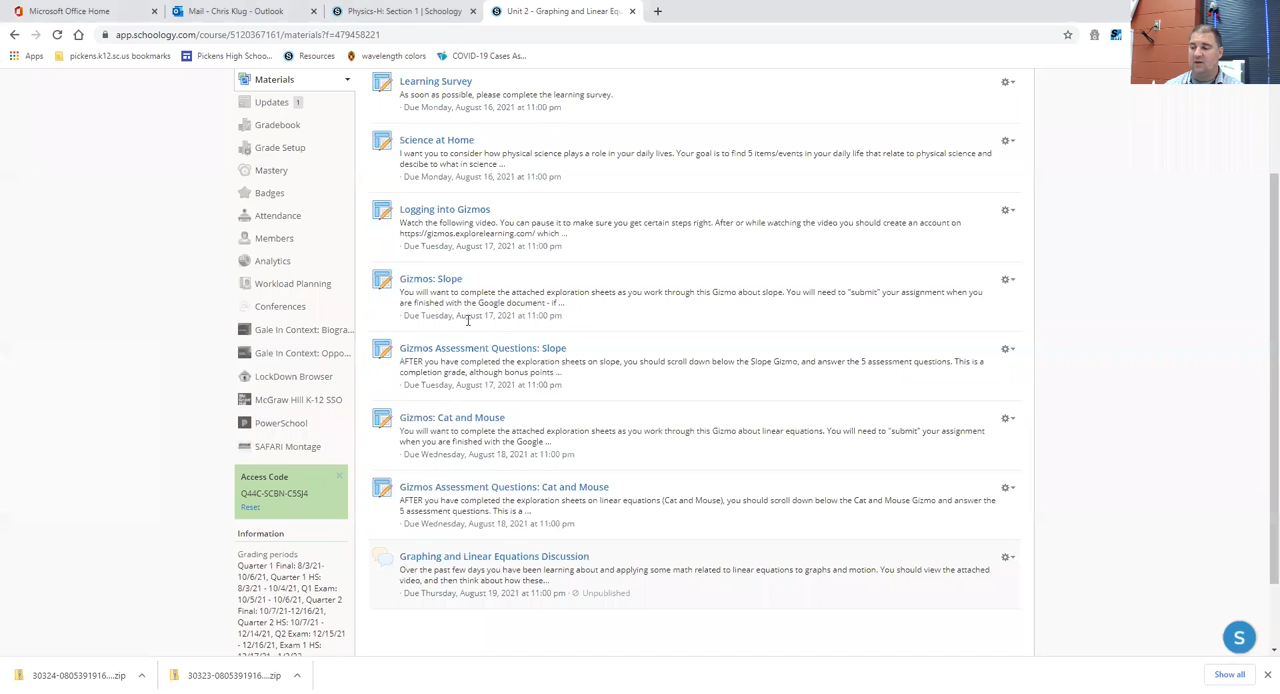 Microsoft Office Home
Mail - Chris Klug - Outlook
Physics-H: Section 1 | Schoology
Unit 2 - Graphing and Linear Equ
app.schoology.com/course/5120367161/materials?f=479458221
Apps
pickens.k12.sc.us bookmarks
Pickens High Schoo...
Resources
wavelength colors
COVID-19 Cases As...
Materials
Updates 1
Gradebook
Grade Setup
Mastery
Badges
Attendance
Members
Analytics
Workload Planning
Conferences
Gale In Context: Biogra...
Gale In Context: Oppo...
LockDown Browser
McGraw Hill K-12 SSO
PowerSchool
SAFARI Montage
Access Code
Q44C-SCBN-C5SJ4
Reset
Information
Grading periods
Quarter 1 Final: 8/3/21-
10/6/21, Quarter 1 HS:
8/3/21 - 10/4/21, Q1 Exam:
10/5/21 - 10/6/21, Quarter 2
Final: 10/7/21-12/16/21,
Quarter 2 HS: 10/7/21 -
12/14/21, Q2 Exam: 12/15/21
- 12/16/21, Exam 1 HS:
Learning Survey
As soon as possible, please complete the learning survey.
· Due Monday, August 16, 2021 at 11:00 pm
Science at Home
I want you to consider how physical science plays a role in your daily lives. Your goal is to find 5 items/events in your daily life that relate to physical science and
descibe to what in science ...
· Due Monday, August 16, 2021 at 11:00 pm
Logging into Gizmos
Watch the following video. You can pause it to make sure you get certain steps right. After or while watching the video you should create an account on
https://gizmos.explorelearning.com/ which ...
· Due Tuesday, August 17, 2021 at 11:00 pm
Gizmos: Slope
You will want to complete the attached exploration sheets as you work through this Gizmo about slope. You will need to "submit" your assignment when you
are finished with the Google document - if ...
· Due Tuesday, August 17, 2021 at 11:00 pm
Gizmos Assessment Questions: Slope
AFTER you have completed the exploration sheets on slope, you should scroll down below the Slope Gizmo, and answer the 5 assessment questions. This is a
completion grade, although bonus points ...
· Due Tuesday, August 17, 2021 at 11:00 pm
Gizmos: Cat and Mouse
You will want to complete the attached exploration sheets as you work through this Gizmo about linear equations. You will need to "submit" your assignment
when you are finished with the Google ...
· Due Wednesday, August 18, 2021 at 11:00 pm
Gizmos Assessment Questions: Cat and Mouse
AFTER you have completed the exploration sheets on linear equations (Cat and Mouse), you should scroll down below the Cat and Mouse Gizmo and answer the
5 assessment questions. This is a ...
· Due Wednesday, August 18, 2021 at 11:00 pm
Graphing and Linear Equations Discussion
Over the past few days you have been learning about and applying some math related to linear equations to graphs and motion. You should view the attached
video, and then think about how these...
· Due Thursday, August 19, 2021 at 11:00 pm · Unpublished
S
30324-0805391916....zip
30323-0805391916....zip
Show all